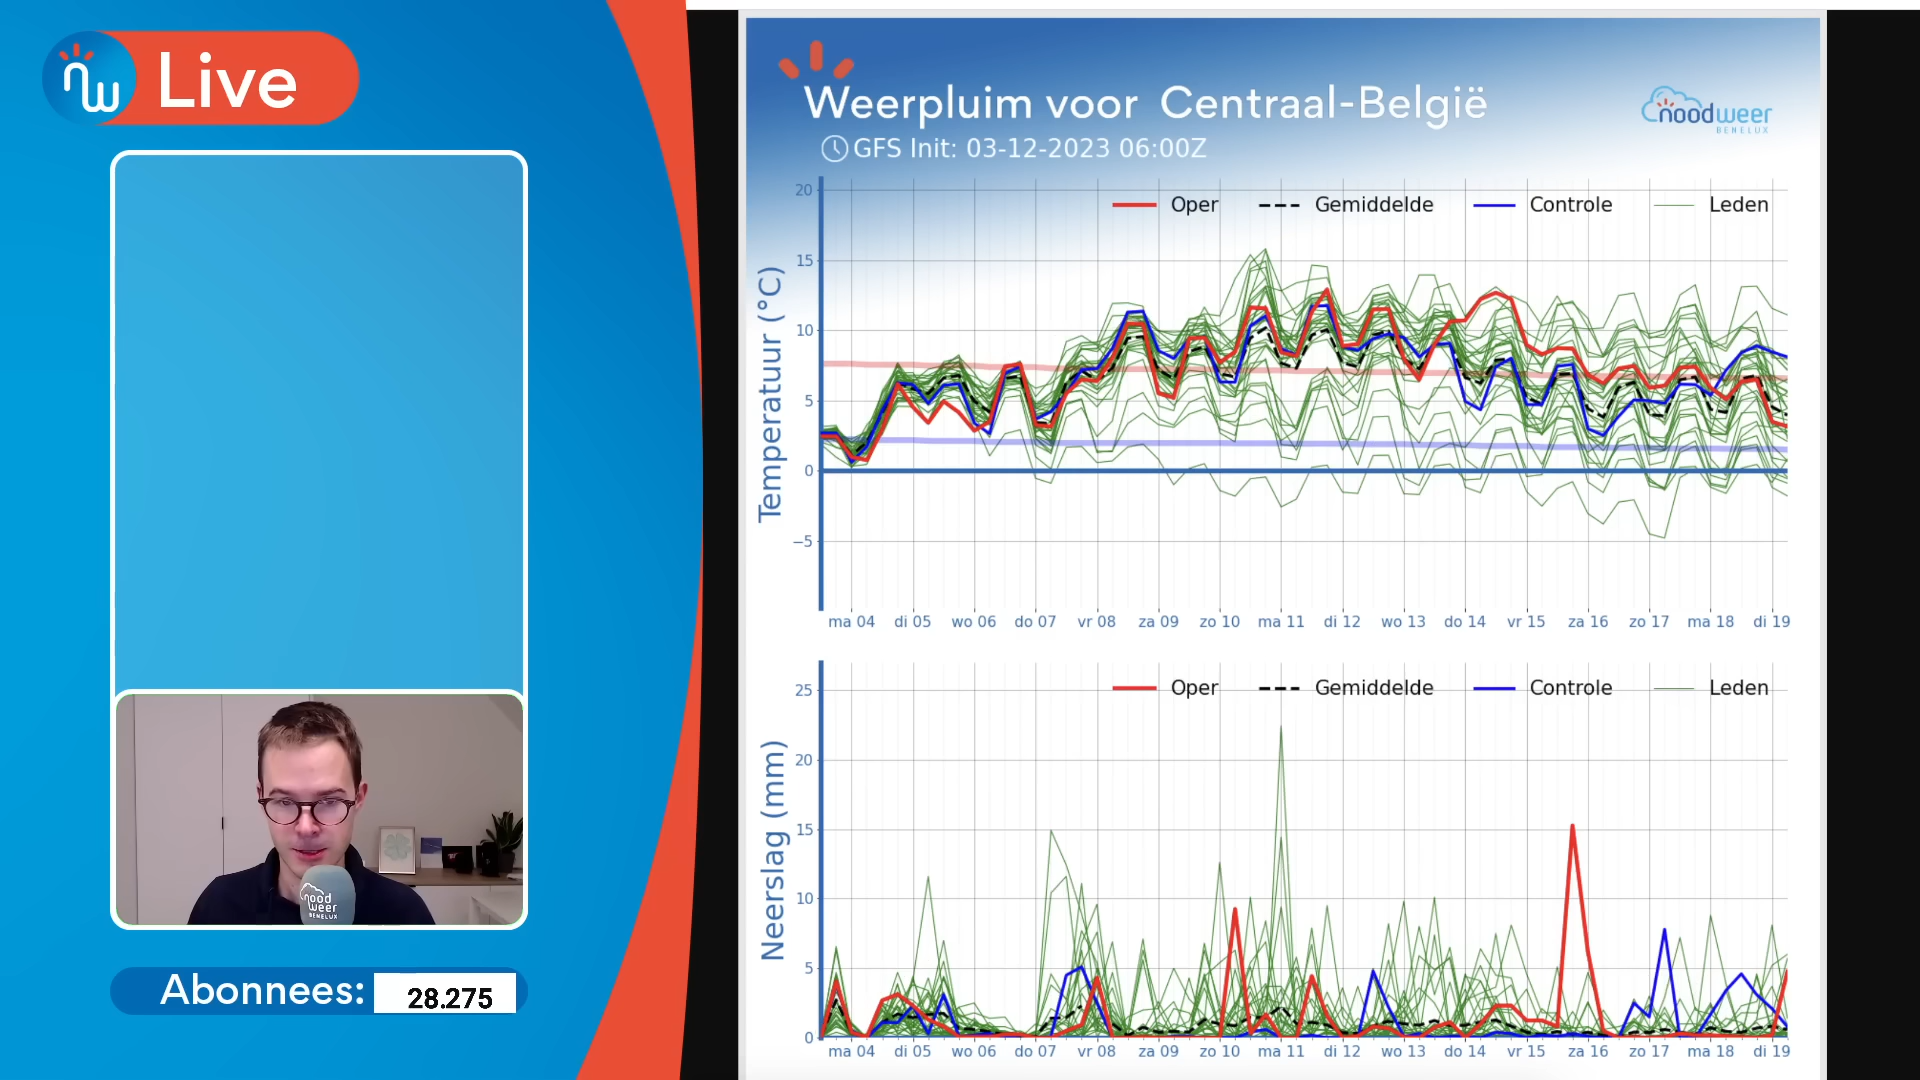 nw Live
Abonnees: 28.275
nood
weer
BENELUX
Weerpluim voor Centraal-België
GFS Init: 03-12-2023 06:00Z
noodweer
BENELUX
Oper Gemiddelde Controle Leden
Temperatuur (°C)
20
15
10
5
0
−5
ma 04 di 05 wo 06 do 07 vr 08 za 09 zo 10 ma 11 di 12 wo 13 do 14 vr 15 za 16 zo 17 ma 18 di 19
Oper Gemiddelde Controle Leden
Neerslag (mm)
25
20
15
10
5
0
ma 04 di 05 wo 06 do 07 vr 08 za 09 zo 10 ma 11 di 12 wo 13 do 14 vr 15 za 16 zo 17 ma 18 di 19